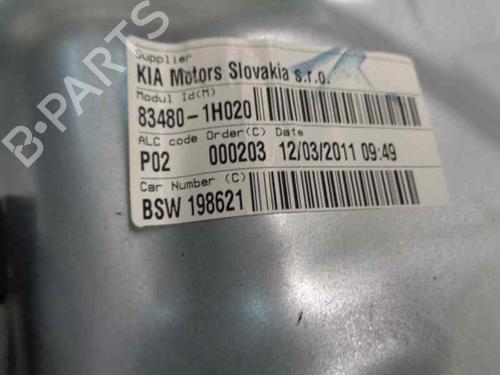 Supplier
KIA Motors Slovakia s.r.o.
Modul Id(M)
83480-1H020
ALC code Order(C) Date
P02 000203 12/03/2011 09:49
Car Number (C)
BSW 198621
B-PARTS